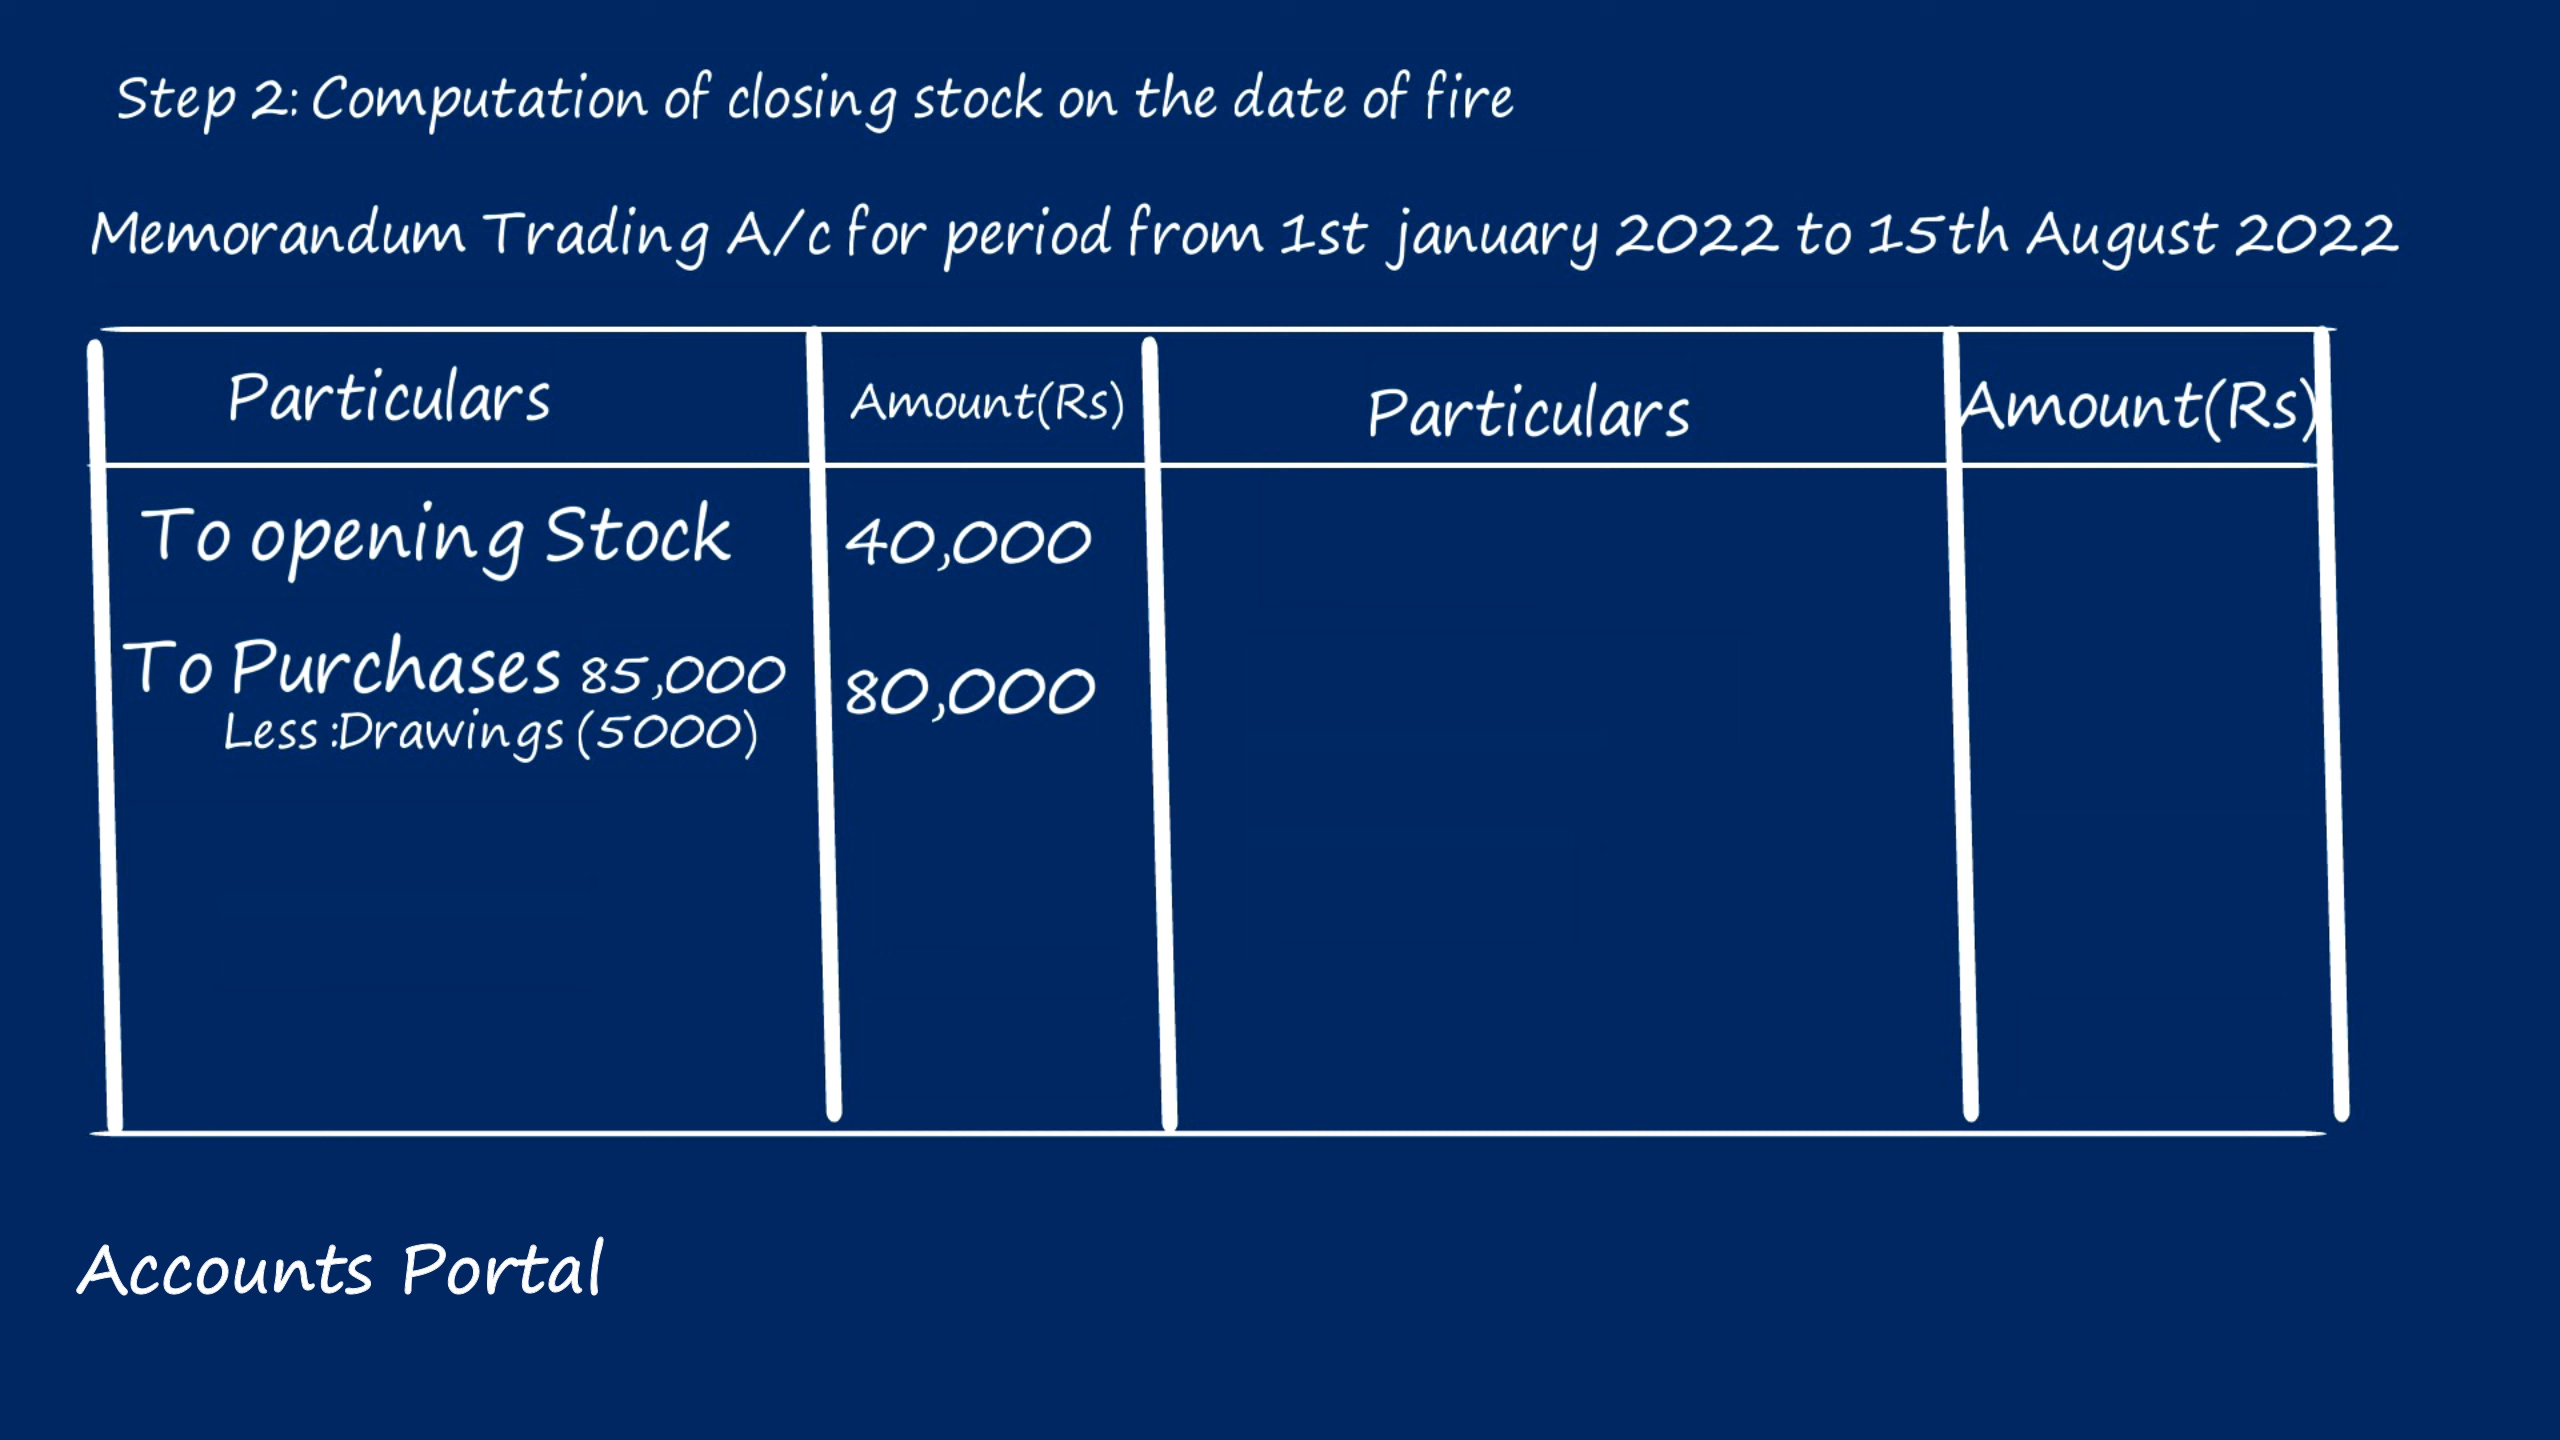 Step 2: Computation of closing stock on the date of fire
Memorandum Trading A/c for period from 1st january 2022 to 15th August 2022
Particulars Amount(Rs) Particulars Amount(Rs)
To opening Stock 40,000
To Purchases 85,000 80,000
Less :Drawings (5000)
Accounts Portal